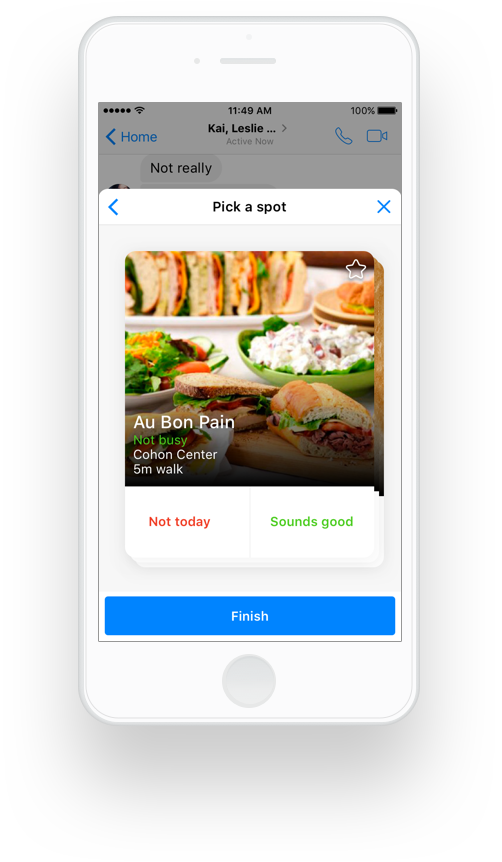 11:49 AM
100%
Home
Kai, Leslie ...
Active Now
Not really
Pick a spot
Au Bon Pain
Not busy
Cohon Center
5m walk
Not today
Sounds good
Finish